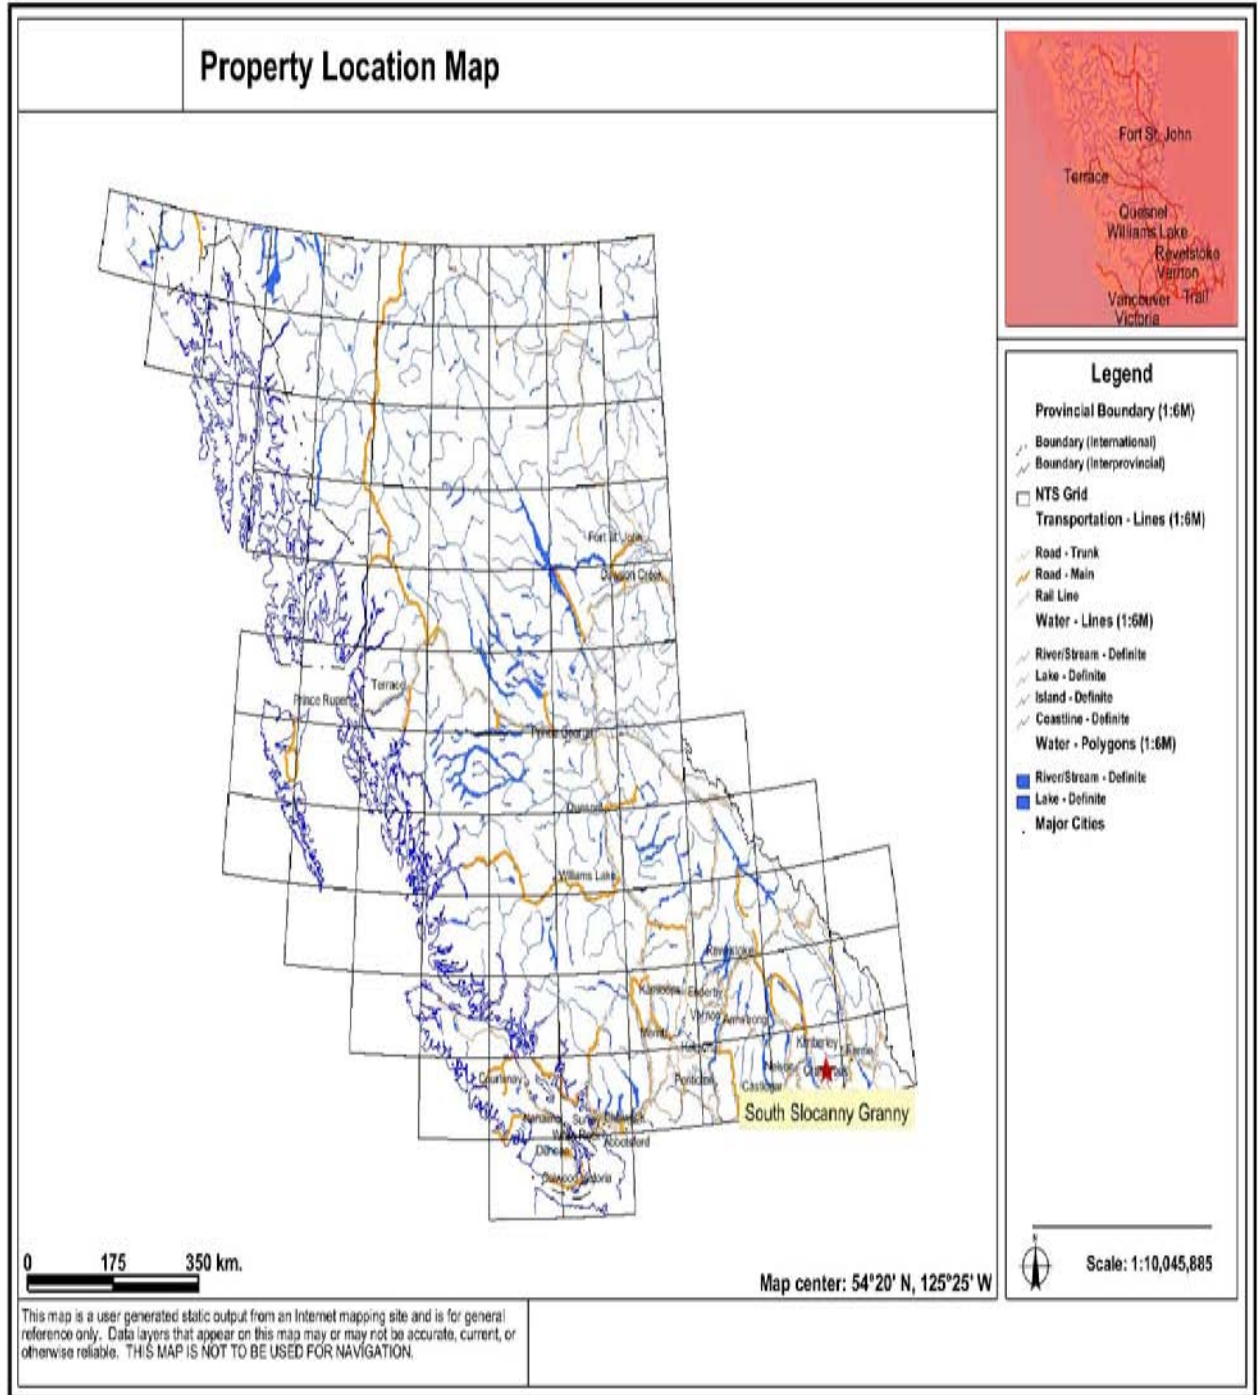 Property Location Map
Fort St. John
Terrace
Quesnel
Williams Lake
Revelstoke
Vernon
Vancouver Trail
Victoria
Legend
Provincial Boundary (1:6M)
Boundary (International)
Boundary (Interprovincial)
NTS Grid
Transportation - Lines (1:6M)
Road - Trunk
Road - Main
Rail Line
Water - Lines (1:6M)
River/Stream - Definite
Lake - Definite
Island - Definite
Coastline - Definite
Water - Polygons (1:6M)
River/Stream - Definite
Lake - Definite
Major Cities
N
Scale: 1:10,045,885
Fort St. John
Dawson Creek
Terrace
Prince Rupert
Prince George
Quesnel
Williams Lake
Revelstoke
Kamloops Enderby
Vernon Armstrong
Merritt
Kelowna
Kimberley Fernie
Nelson
Penticton
Castlegar
Courtenay
South Slocanny Granny
Nanaimo Surrey Chilliwack
White Rock Abbotsford
Duncan
Colwood Victoria
0 175 350 km.
Map center: 54°20' N, 125°25' W
This map is a user generated static output from an Internet mapping site and is for general
reference only. Data layers that appear on this map may or may not be accurate, current, or
otherwise reliable. THIS MAP IS NOT TO BE USED FOR NAVIGATION.